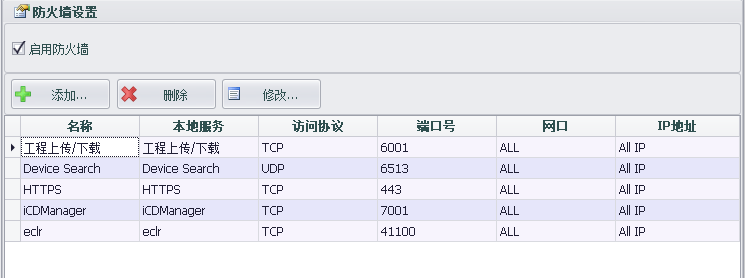 防火墙设置
启用防火墙
添加... 删除 修改...
名称 本地服务 访问协议 端口号 网口 IP地址
工程上传/下载 工程上传/下载 TCP 6001 ALL All IP
Device Search Device Search UDP 6513 ALL All IP
HTTPS HTTPS TCP 443 ALL All IP
iCDManager iCDManager TCP 7001 ALL All IP
eclr eclr TCP 41100 ALL All IP